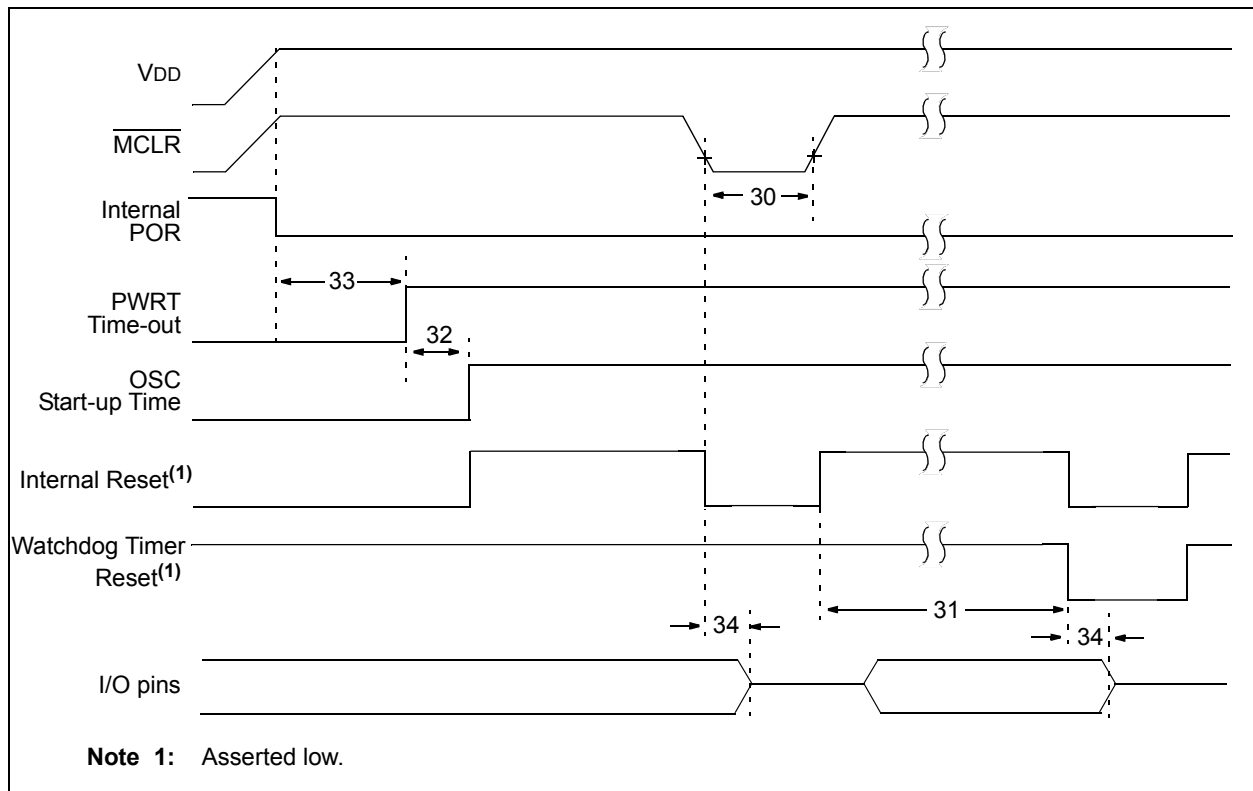 VDD
MCLR
30
Internal
POR
33
PWRT
Time-out
32
OSC
Start-up Time
Internal Reset(1)
Watchdog Timer
Reset(1)
31
34
34
I/O pins
Note 1: Asserted low.